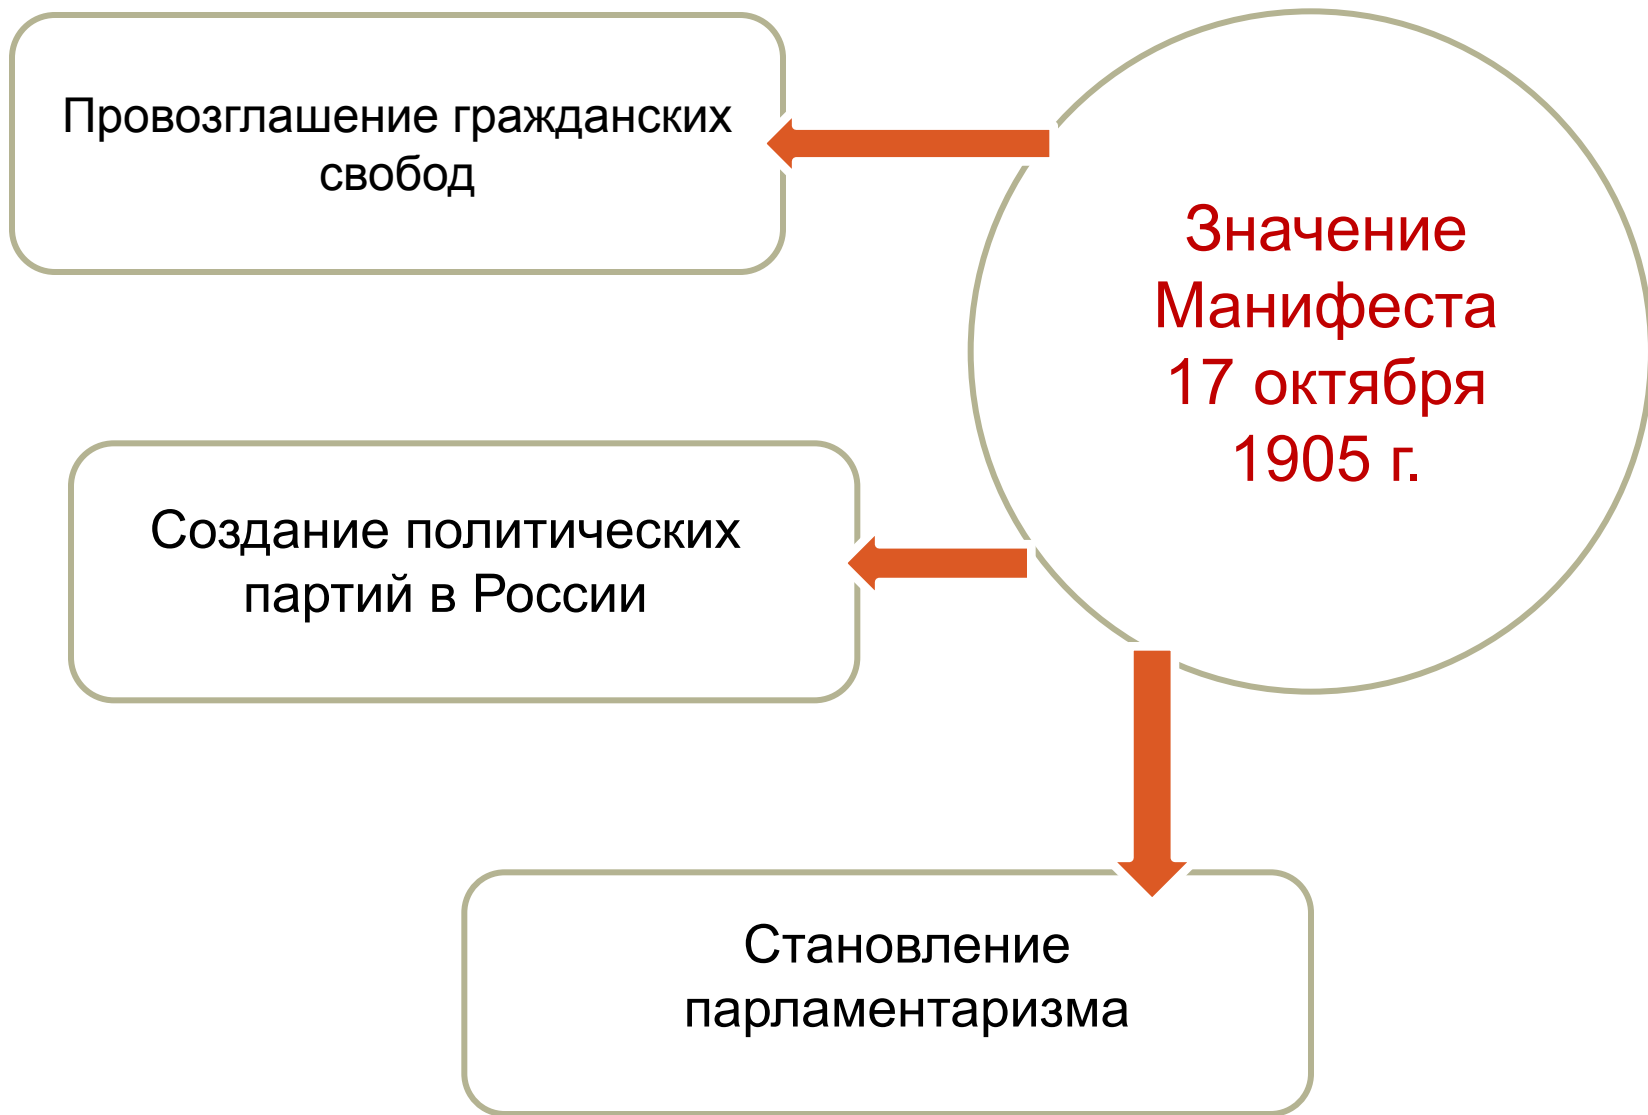 Провозглашение гражданских
свобод
Значение
Манифеста
17 октября
1905 г.
Создание политических
партий в России
Становление
парламентаризма